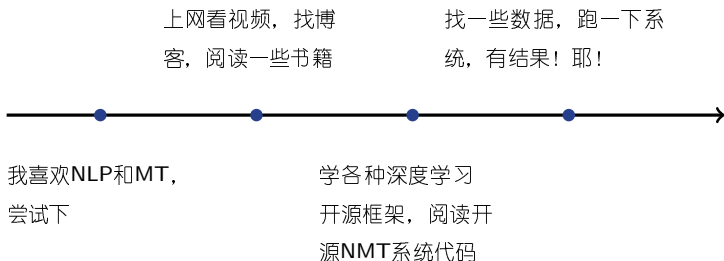 上网看视频，找博
客，阅读一些书籍
找一些数据，跑一下系
统，有结果！耶！
我喜欢NLP和MT，
尝试下
学各种深度学习
开源框架，阅读开
源NMT系统代码